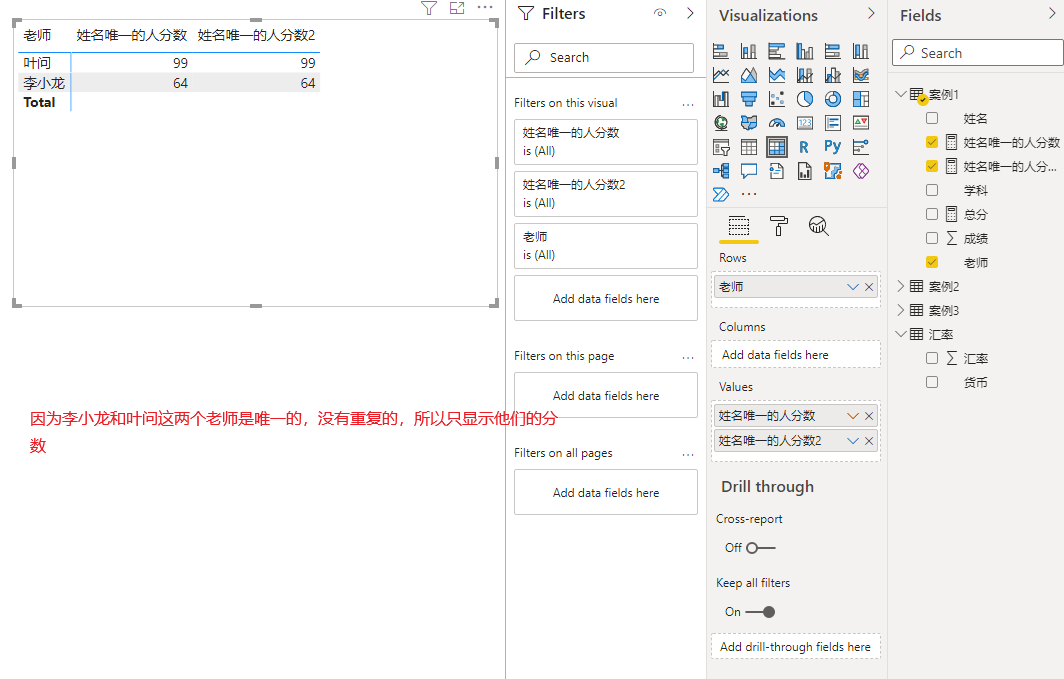 老师 姓名唯一的人分数 姓名唯一的人分数2
叶问 99 99
李小龙 64 64
Total
因为李小龙和叶问这两个老师是唯一的，没有重复的，所以只显示他们的分
数
Filters
Search
Filters on this visual
姓名唯一的人分数
is (All)
姓名唯一的人分数2
is (All)
老师
is (All)
Add data fields here
Filters on this page
Add data fields here
Filters on all pages
Add data fields here
Visualizations
123
R
Py
Rows
老师
Columns
Add data fields here
Values
姓名唯一的人分数
姓名唯一的人分数2
Drill through
Cross-report
Off
Keep all filters
On
Add drill-through fields here
Fields
Search
案例1
姓名
姓名唯一的人分数
姓名唯一的人分...
学科
总分
∑ 成绩
老师
案例2
案例3
汇率
∑ 汇率
货币